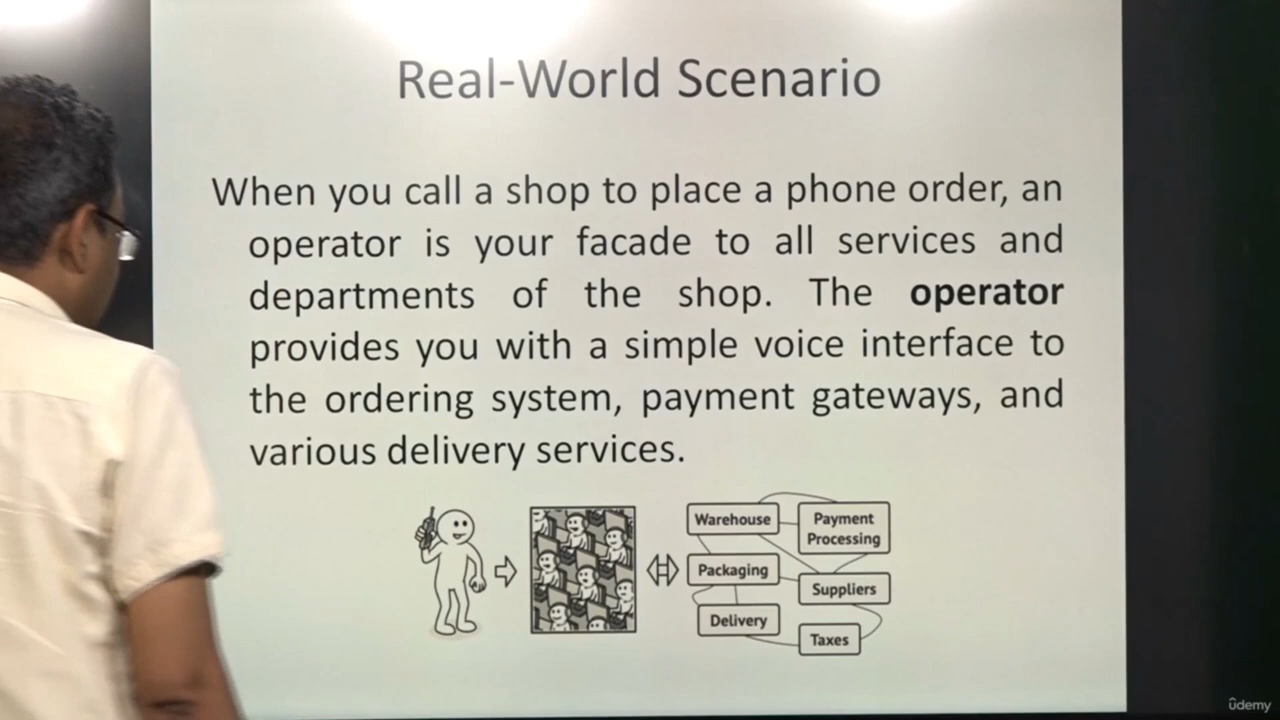 Real-World Scenario
When you call a shop to place a phone order, an
operator is your facade to all services and
departments of the shop. The operator
provides you with a simple voice interface to
the ordering system, payment gateways, and
various delivery services.
Warehouse
Payment
Processing
Packaging
Suppliers
Delivery
Taxes
ûdemy